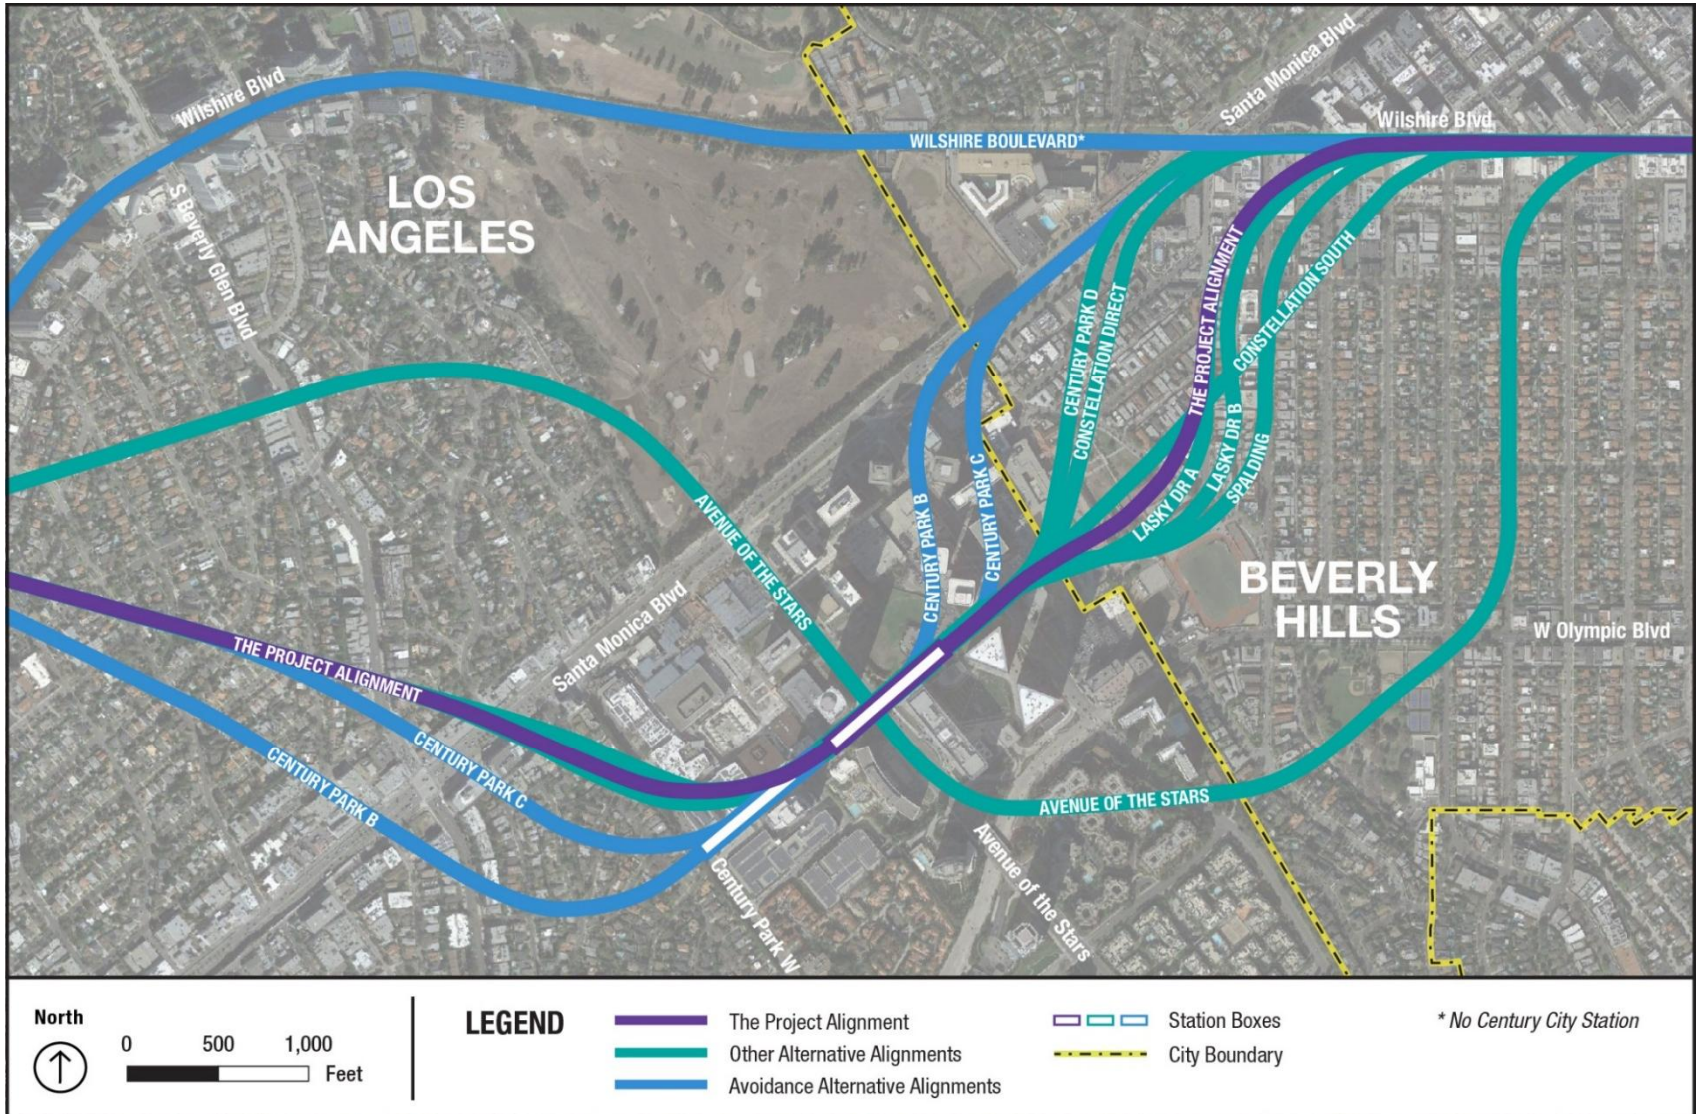 Wilshire Blvd
Santa Monica Blvd
Wilshire Blvd
WILSHIRE BOULEVARD*
LOS
ANGELES
S Beverly Glen Blvd
THE PROJECT ALIGNMENT
CENTURY PARK D
CONSTELLATION DIRECT
CONSTELLATION SOUTH
LASKY DR A
LASKY DR B
SPALDING
CENTURY PARK B
CENTURY PARK C
AVENUE OF THE STARS
BEVERLY
HILLS
W Olympic Blvd
Santa Monica Blvd
THE PROJECT ALIGNMENT
CENTURY PARK C
CENTURY PARK B
AVENUE OF THE STARS
Avenue of the Stars
Century Park W
North
0 500 1,000
Feet
LEGEND
The Project Alignment
Other Alternative Alignments
Avoidance Alternative Alignments
Station Boxes
City Boundary
* No Century City Station